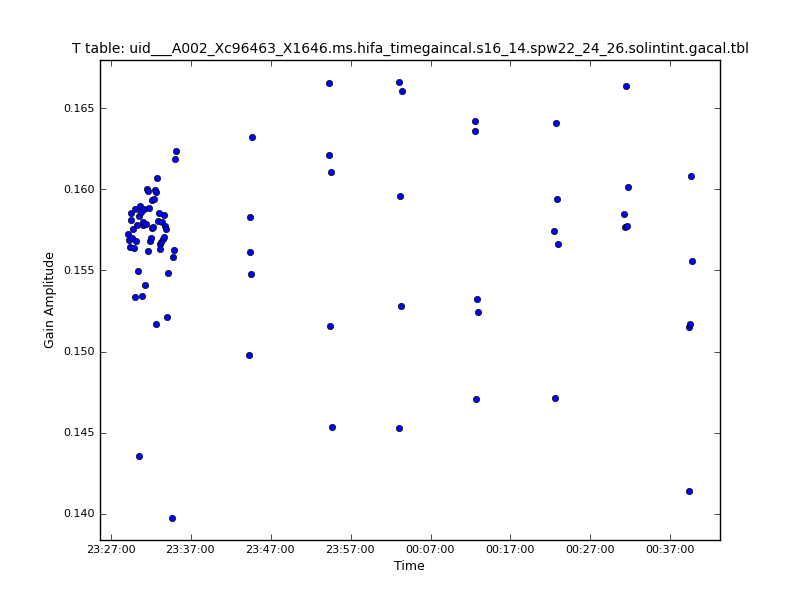 T table: uid___A002_Xc96463_X1646.ms.hifa_timegaincal.s16_14.spw22_24_26.solintint.gacal.tbl
Gain Amplitude
0.165
0.160
0.155
0.150
0.145
0.140
23:27:00 23:37:00 23:47:00 23:57:00 00:07:00 00:17:00 00:27:00 00:37:00
Time